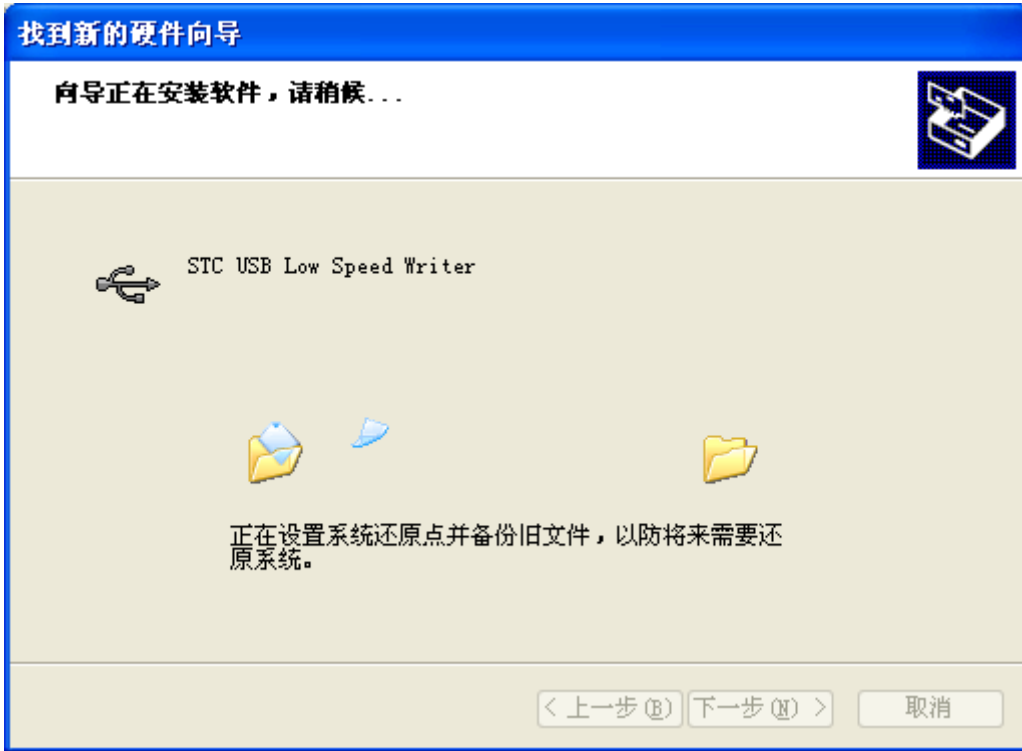 找到新的硬件向导
向导正在安装软件，请稍候...
STC USB Low Speed Writer
正在设置系统还原点并备份旧文件，以防将来需要还
原系统。
< 上一步(B) 下一步(N) > 取消